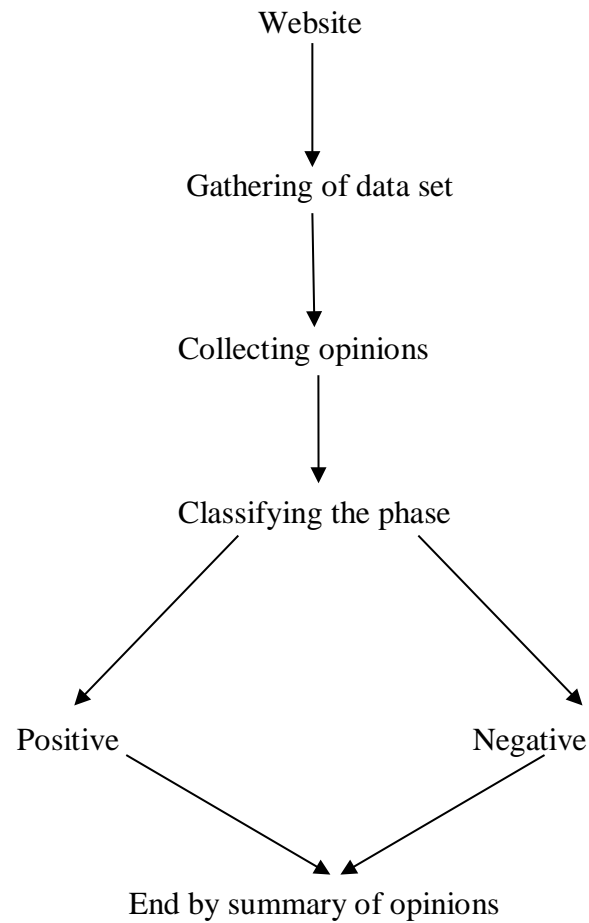 Website
Gathering of data set
Collecting opinions
Classifying the phase
Positive
Negative
End by summary of opinions